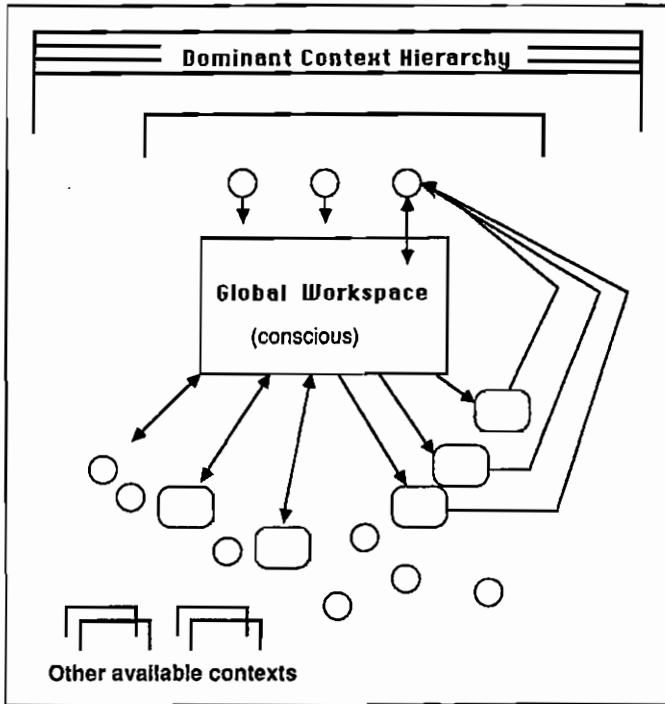 Dominant Context Hierarchy
Global Workspace
(conscious)
Other available contexts